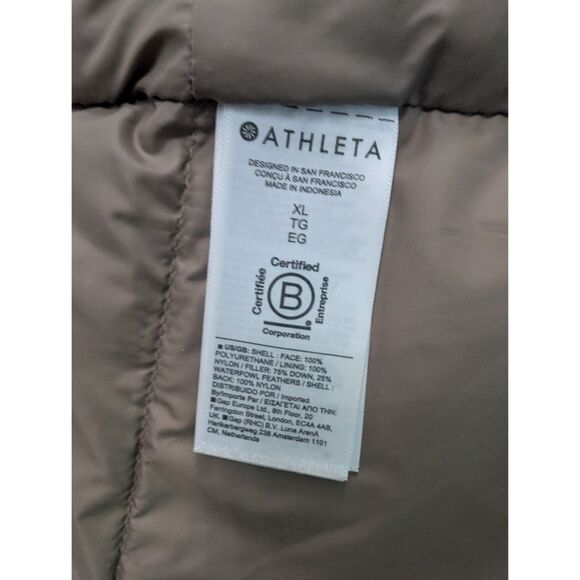 ATHLETA
DESIGNED IN SAN FRANCISCO
CONÇU À SAN FRANCISCO
MADE IN INDONESIA
XL
TG
EG
Certified
Certifiée
B
Entreprise
Corporation
US/GB: SHELL : FACE: 100%
POLYURETHANE / LINING: 100%
NYLON / FILLER: 75% DOWN, 25%
WATERFOWL FEATHERS / SHELL :
BACK: 100% NYLON
DISTRIBUIDO POR / Imported
By/Importe Par / ΕΙΣΑΓΕΤΑΙ ΑΠΟ ΤΗΝ:
■Gap Europe Ltd., 8th Floor, 20
Farringdon Street, London, EC4A 4AB,
UK. ■Gap (RHC) B.V. Luna ArenA
Herikerbergweg 238 Amsterdam 1101
CM, Netherlands